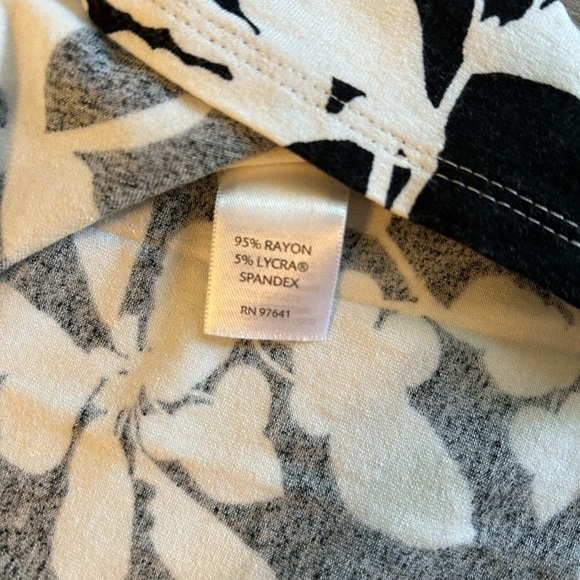 95% RAYON
5% LYCRA®
SPANDEX
RN 97641